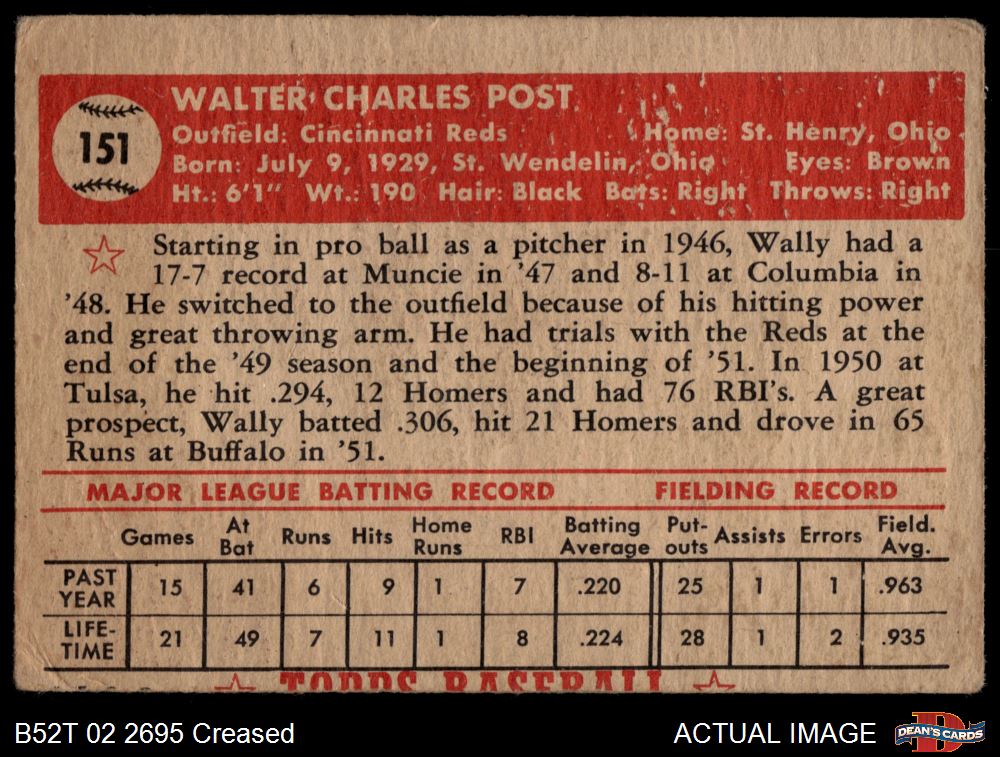 151
WALTER CHARLES POST
Outfield: Cincinnati Reds Home: St. Henry, Ohio
Born: July 9, 1929, St. Wendelin, Ohio Eyes: Brown
Ht.: 6'1" Wt.: 190 Hair: Black Bats: Right Throws: Right
Starting in pro ball as a pitcher in 1946, Wally had a
17-7 record at Muncie in '47 and 8-11 at Columbia in
'48. He switched to the outfield because of his hitting power
and great throwing arm. He had trials with the Reds at the
end of the '49 season and the beginning of '51. In 1950 at
Tulsa, he hit .294, 12 Homers and had 76 RBI's. A great
prospect, Wally batted .306, hit 21 Homers and drove in 65
Runs at Buffalo in '51.
MAJOR LEAGUE BATTING RECORD FIELDING RECORD
Games At Bat Runs Hits Home Runs RBI Batting Average Put-outs Assists Errors Field. Avg.
PAST YEAR 15 41 6 9 1 7 .220 25 1 1 .963
LIFE-TIME 21 49 7 11 1 8 .224 28 1 2 .935
TOPPS BASEBALL
B52T 02 2695 Creased ACTUAL IMAGE DEAN'S CARDS